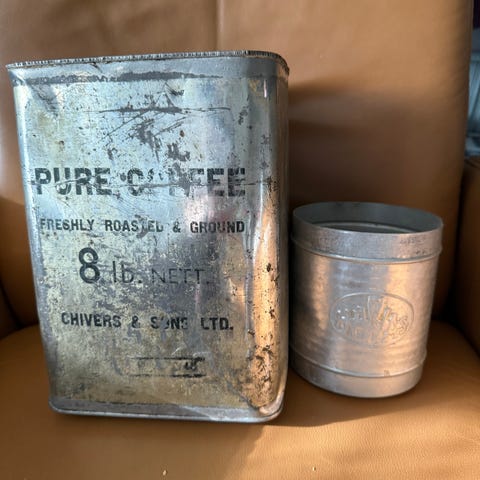 PURE COFFEE
FRESHLY ROASTED & GROUND
8 lb. NETT.
CHIVERS & SONS LTD.